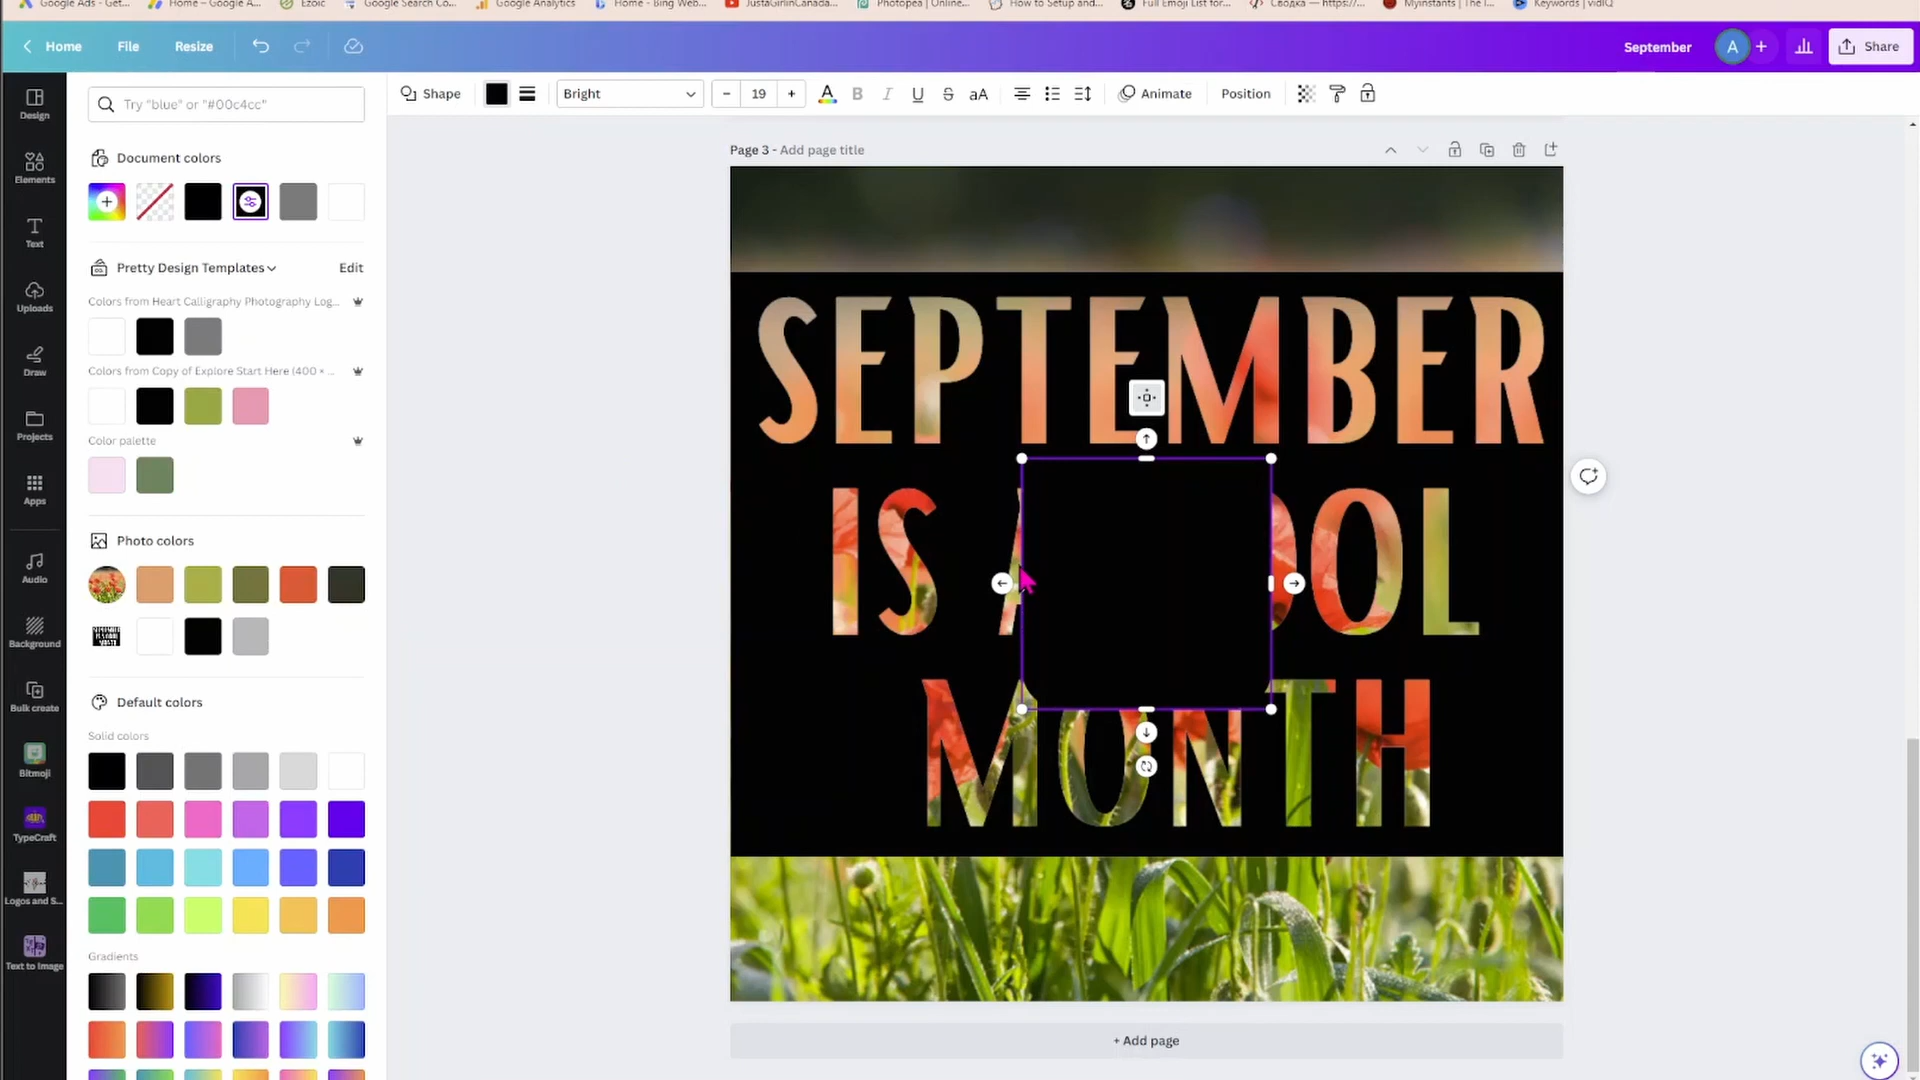 Google Ads - Get...
Home – Google A...
Ezoic
Google Search Co...
Google Analytics
Home - Bing Web...
JustaGirlinCanada...
Photopea | Online...
How to Setup and...
Full Emoji List for...
Сводка — https://...
Myinstants | The l...
Keywords | vidIQ
Home
File
Resize
September
A
Share
Design
Elements
Text
Uploads
Draw
Projects
Apps
Audio
Background
Bulk create
Bitmoji
TypeCraft
Logos and S...
Text to Image
Try "blue" or "#00c4cc"
Document colors
Pretty Design Templates
Edit
Colors from Heart Calligraphy Photography Log...
Colors from Copy of Explore Start Here (400 × ...
Color palette
Photo colors
Default colors
Solid colors
Gradients
Shape
Bright
19
A
B
I
U
S
aA
Animate
Position
Page 3 - Add page title
SEPTEMBER
IS
OOL
MONTH
+ Add page